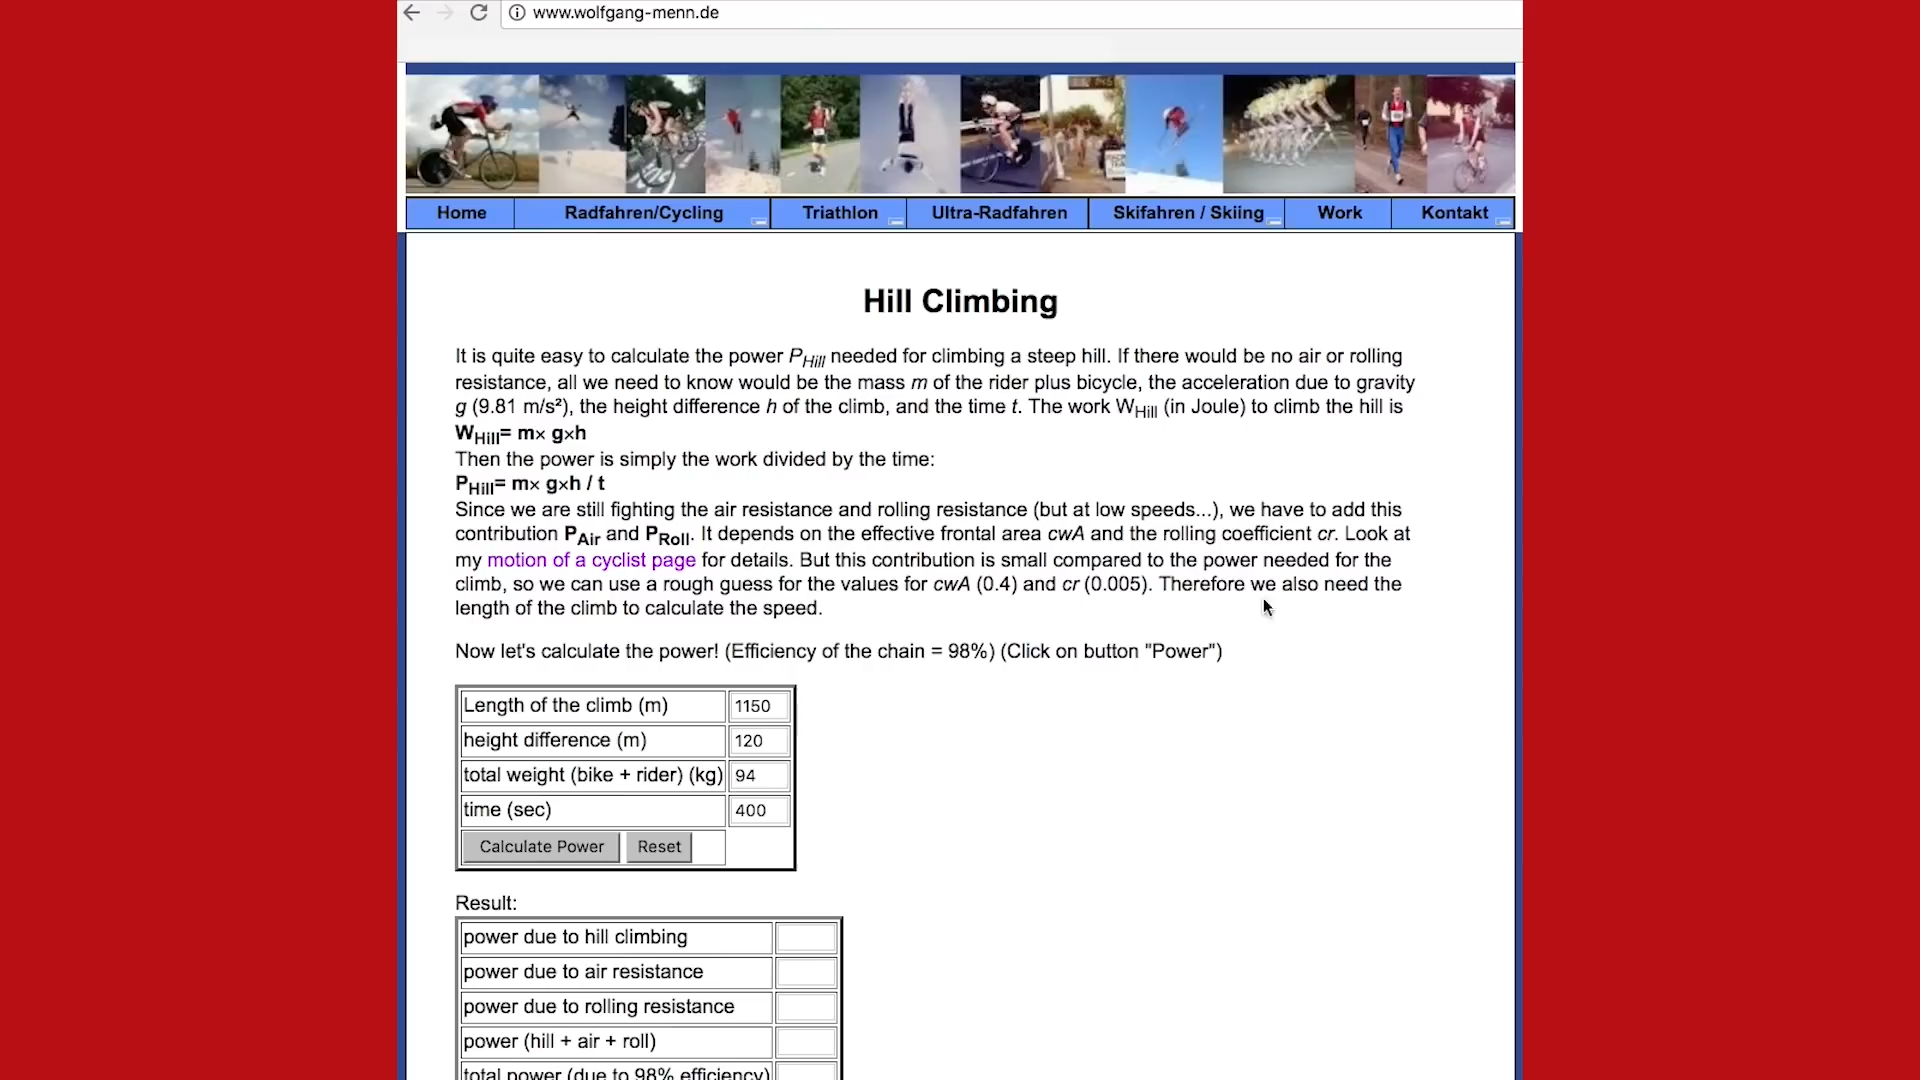 www.wolfgang-menn.de
Home Radfahren/Cycling Triathlon Ultra-Radfahren Skifahren / Skiing Work Kontakt
Hill Climbing
It is quite easy to calculate the power PHill needed for climbing a steep hill. If there would be no air or rolling
resistance, all we need to know would be the mass m of the rider plus bicycle, the acceleration due to gravity
g (9.81 m/s²), the height difference h of the climb, and the time t. The work WHill (in Joule) to climb the hill is
WHill= m× g×h
Then the power is simply the work divided by the time:
PHill= m× g×h / t
Since we are still fighting the air resistance and rolling resistance (but at low speeds...), we have to add this
contribution PAir and PRoll. It depends on the effective frontal area cwA and the rolling coefficient cr. Look at
my motion of a cyclist page for details. But this contribution is small compared to the power needed for the
climb, so we can use a rough guess for the values for cwA (0.4) and cr (0.005). Therefore we also need the
length of the climb to calculate the speed.
Now let's calculate the power! (Efficiency of the chain = 98%) (Click on button "Power")
Length of the climb (m) 1150
height difference (m) 120
total weight (bike + rider) (kg) 94
time (sec) 400
Calculate Power Reset
Result:
power due to hill climbing
power due to air resistance
power due to rolling resistance
power (hill + air + roll)
total power (due to 98% efficiency)